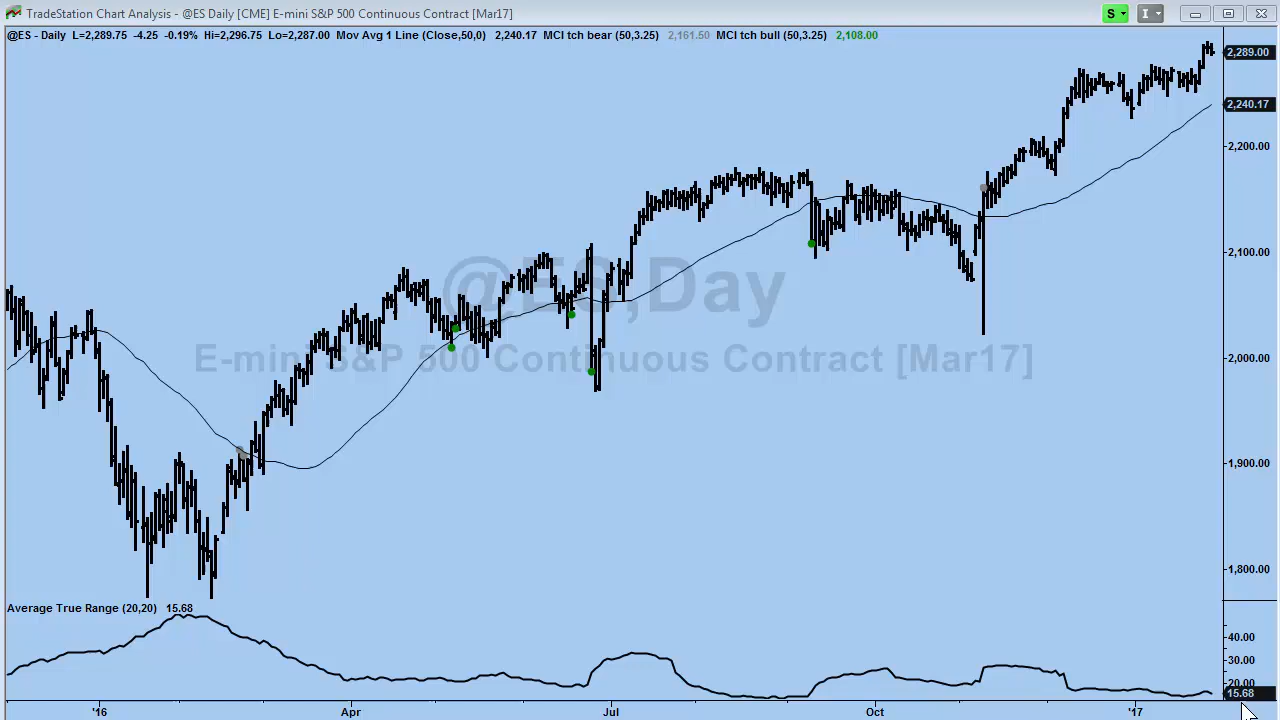 TradeStation Chart Analysis - @ES Daily [CME] E-mini S&P 500 Continuous Contract [Mar17]
S
I
@ES - Daily L=2,289.75 -4.25 -0.19% Hi=2,296.75 Lo=2,287.00 Mov Avg 1 Line (Close,50,0) 2,240.17 MCI tch bear (50,3.25) 2,161.50 MCI tch bull (50,3.25) 2,108.00
2,289.00
2,240.17
2,200.00
2,100.00
@ES,Day
E-mini S&P 500 Continuous Contract [Mar17]
2,000.00
1,900.00
1,800.00
Average True Range (20,20) 15.68
40.00
30.00
20.00
15.68
'16 Apr Jul Oct '17